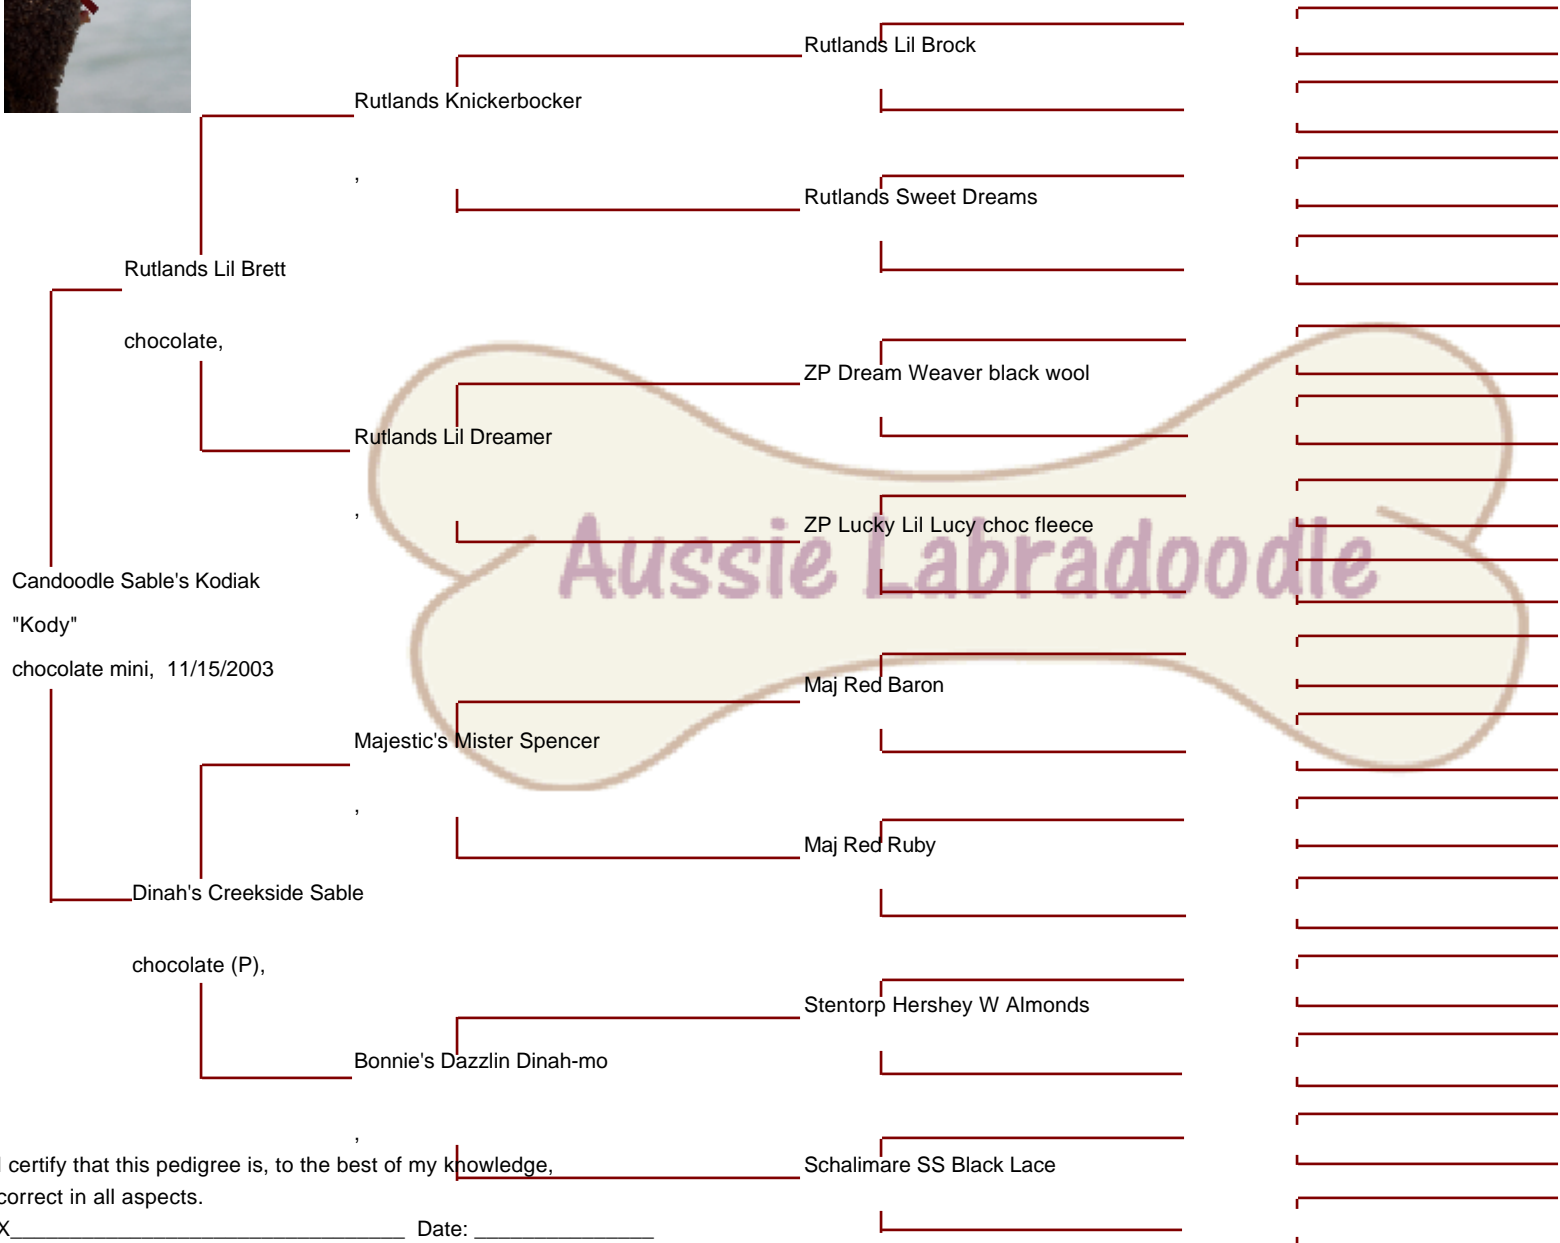 Rutlands Lil Brock
Rutlands Knickerbocker
,
Rutlands Sweet Dreams
Rutlands Lil Brett
chocolate,
ZP Dream Weaver black wool
Rutlands Lil Dreamer
,
ZP Lucky Lil Lucy choc fleece
Aussie Labradoodle
Candoodle Sable's Kodiak
"Kody"
chocolate mini, 11/15/2003
Maj Red Baron
Majestic's Mister Spencer
,
Maj Red Ruby
Dinah's Creekside Sable
chocolate (P),
Stentorp Hershey W Almonds
Bonnie's Dazzlin Dinah-mo
,
Schalimare SS Black Lace
I certify that this pedigree is, to the best of my knowledge,
correct in all aspects.
X_________________________________ Date: _______________